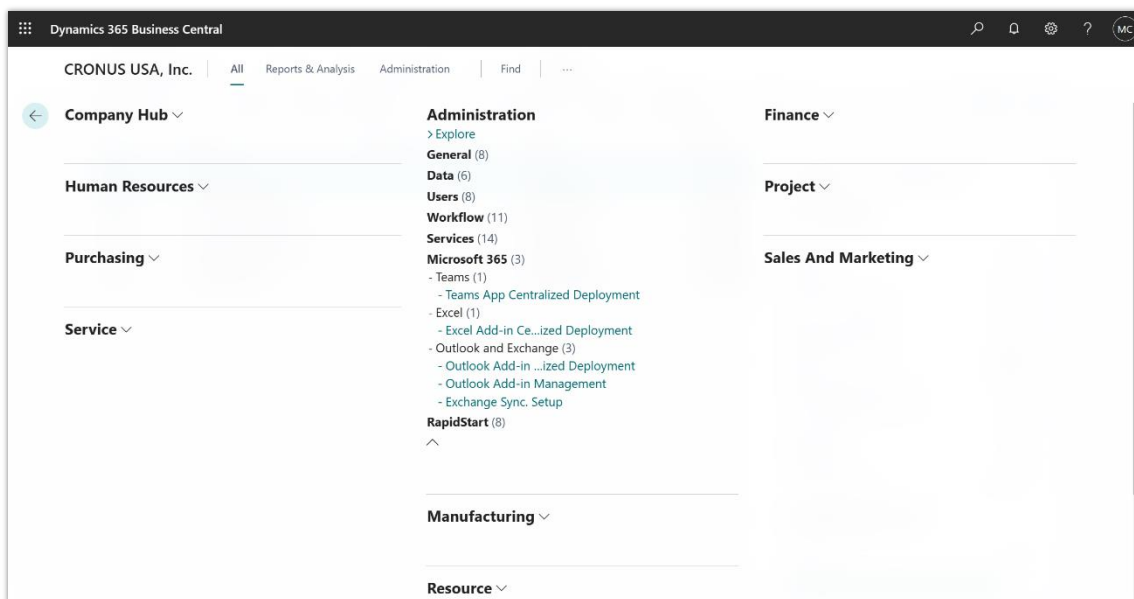 Dynamics 365 Business Central
MC
CRONUS USA, Inc.
All
Reports & Analysis
Administration
Find
...
Company Hub
Human Resources
Purchasing
Service
Administration
> Explore
General (8)
Data (6)
Users (8)
Workflow (11)
Services (14)
Microsoft 365 (3)
- Teams (1)
- Teams App Centralized Deployment
- Excel (1)
- Excel Add-in Ce...ized Deployment
- Outlook and Exchange (3)
- Outlook Add-in ...ized Deployment
- Outlook Add-in Management
- Exchange Sync. Setup
RapidStart (8)
Manufacturing
Resource
Finance
Project
Sales And Marketing